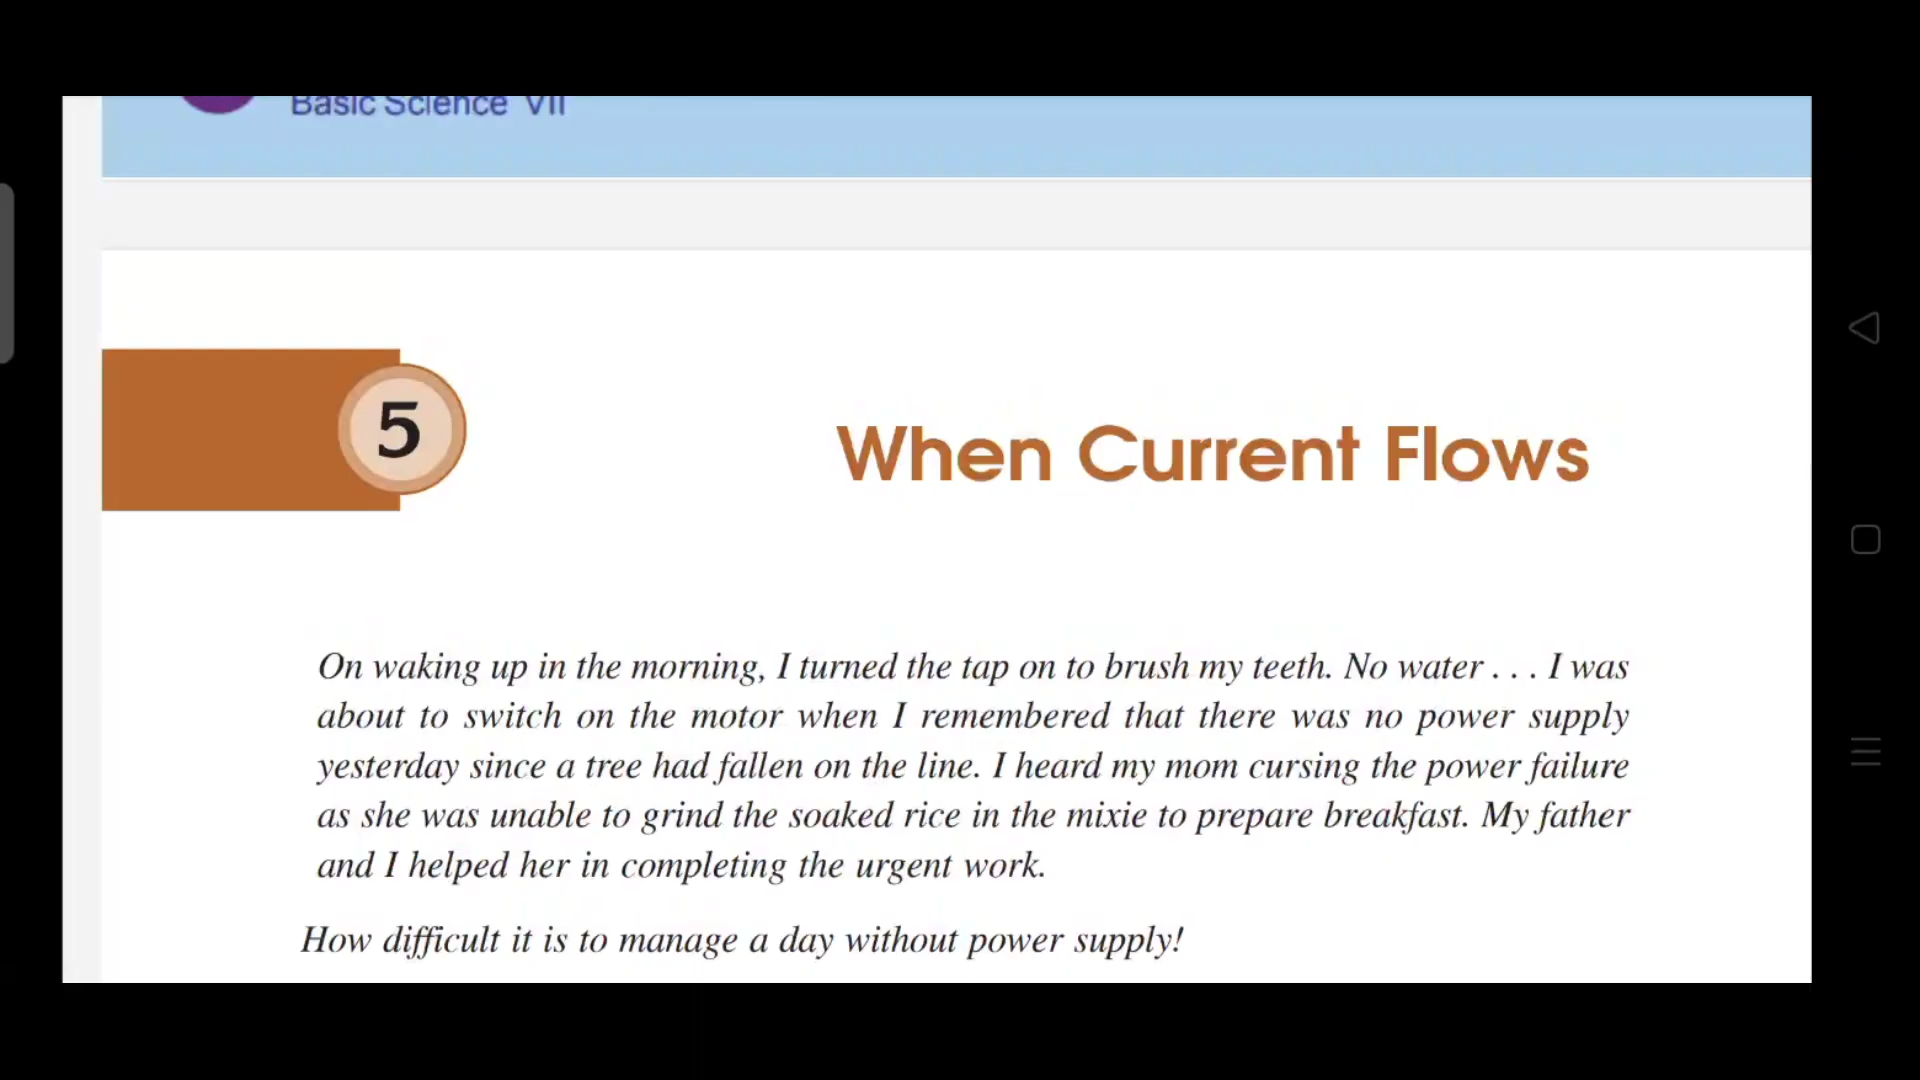 Basic Science VII
5
When Current Flows
On waking up in the morning, I turned the tap on to brush my teeth. No water . . . I was
about to switch on the motor when I remembered that there was no power supply
yesterday since a tree had fallen on the line. I heard my mom cursing the power failure
as she was unable to grind the soaked rice in the mixie to prepare breakfast. My father
and I helped her in completing the urgent work.
How difficult it is to manage a day without power supply!